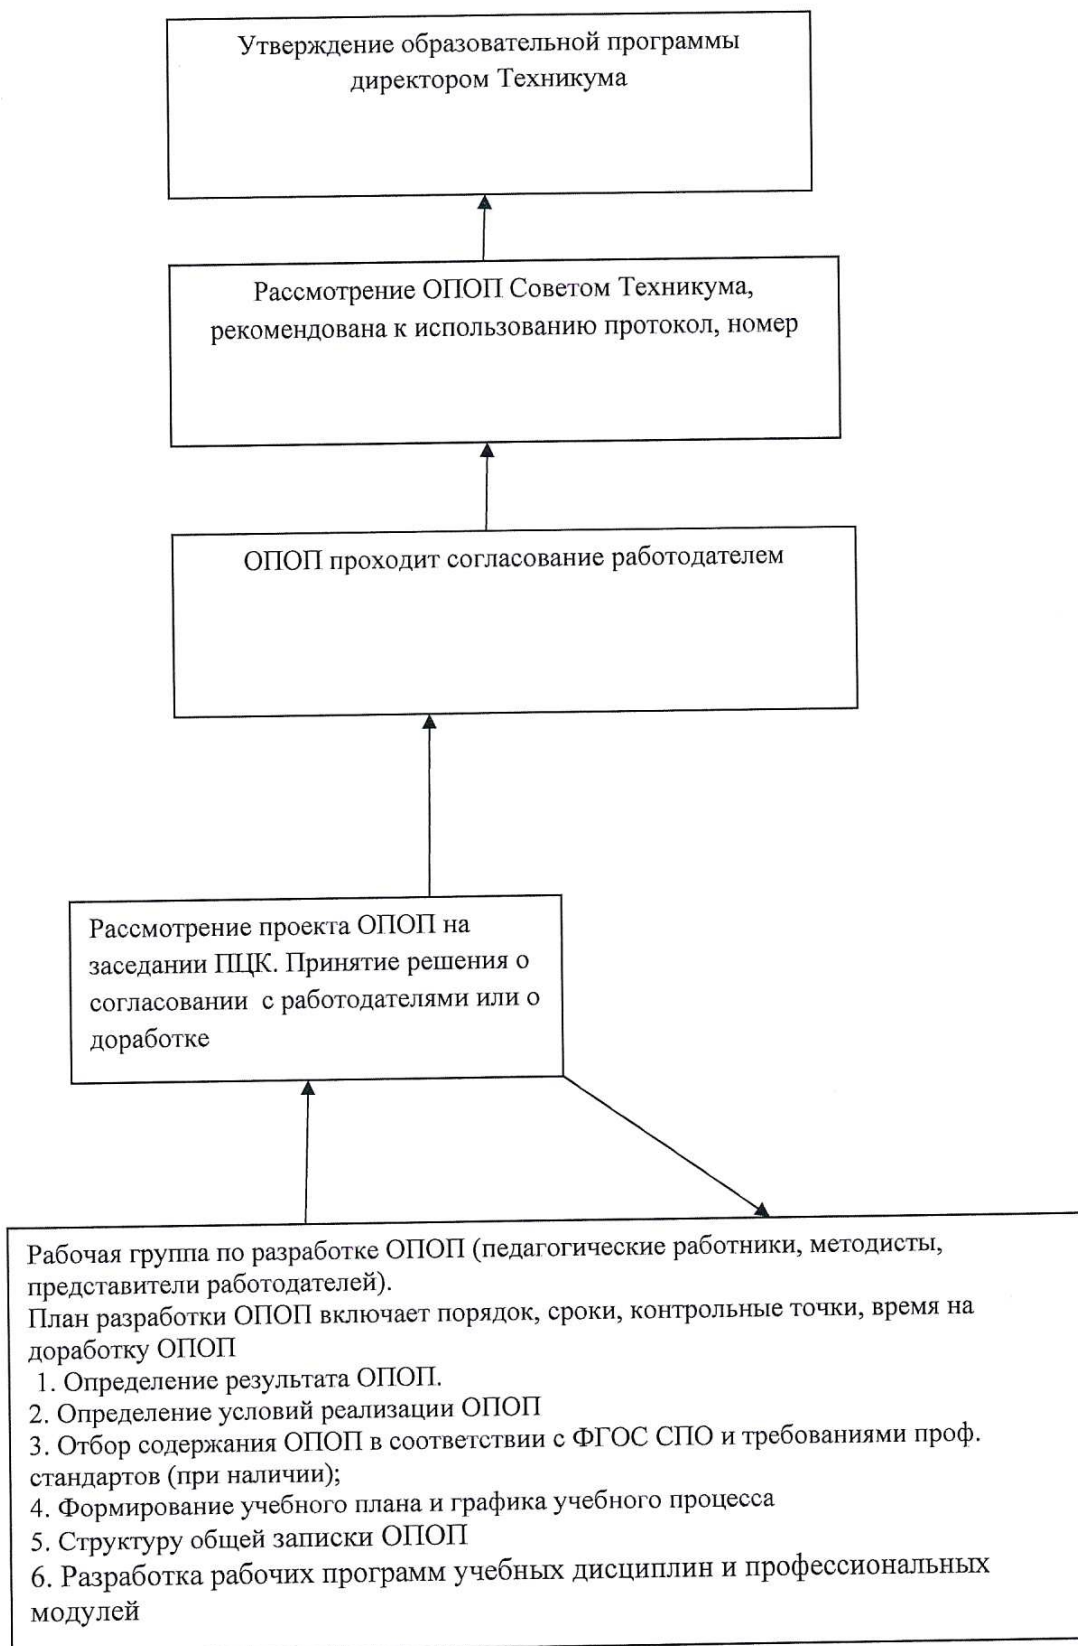 Утверждение образовательной программы
директором Техникума
Рассмотрение ОПОП Советом Техникума,
рекомендована к использованию протокол, номер
ОПОП проходит согласование работодателем
Рассмотрение проекта ОПОП на
заседании ПЦК. Принятие решения о
согласовании с работодателями или о
доработке
Рабочая группа по разработке ОПОП (педагогические работники, методисты,
представители работодателей).
План разработки ОПОП включает порядок, сроки, контрольные точки, время на
доработку ОПОП
1. Определение результата ОПОП.
2. Определение условий реализации ОПОП
3. Отбор содержания ОПОП в соответствии с ФГОС СПО и требованиями проф.
стандартов (при наличии);
4. Формирование учебного плана и графика учебного процесса
5. Структуру общей записки ОПОП
6. Разработка рабочих программ учебных дисциплин и профессиональных
модулей